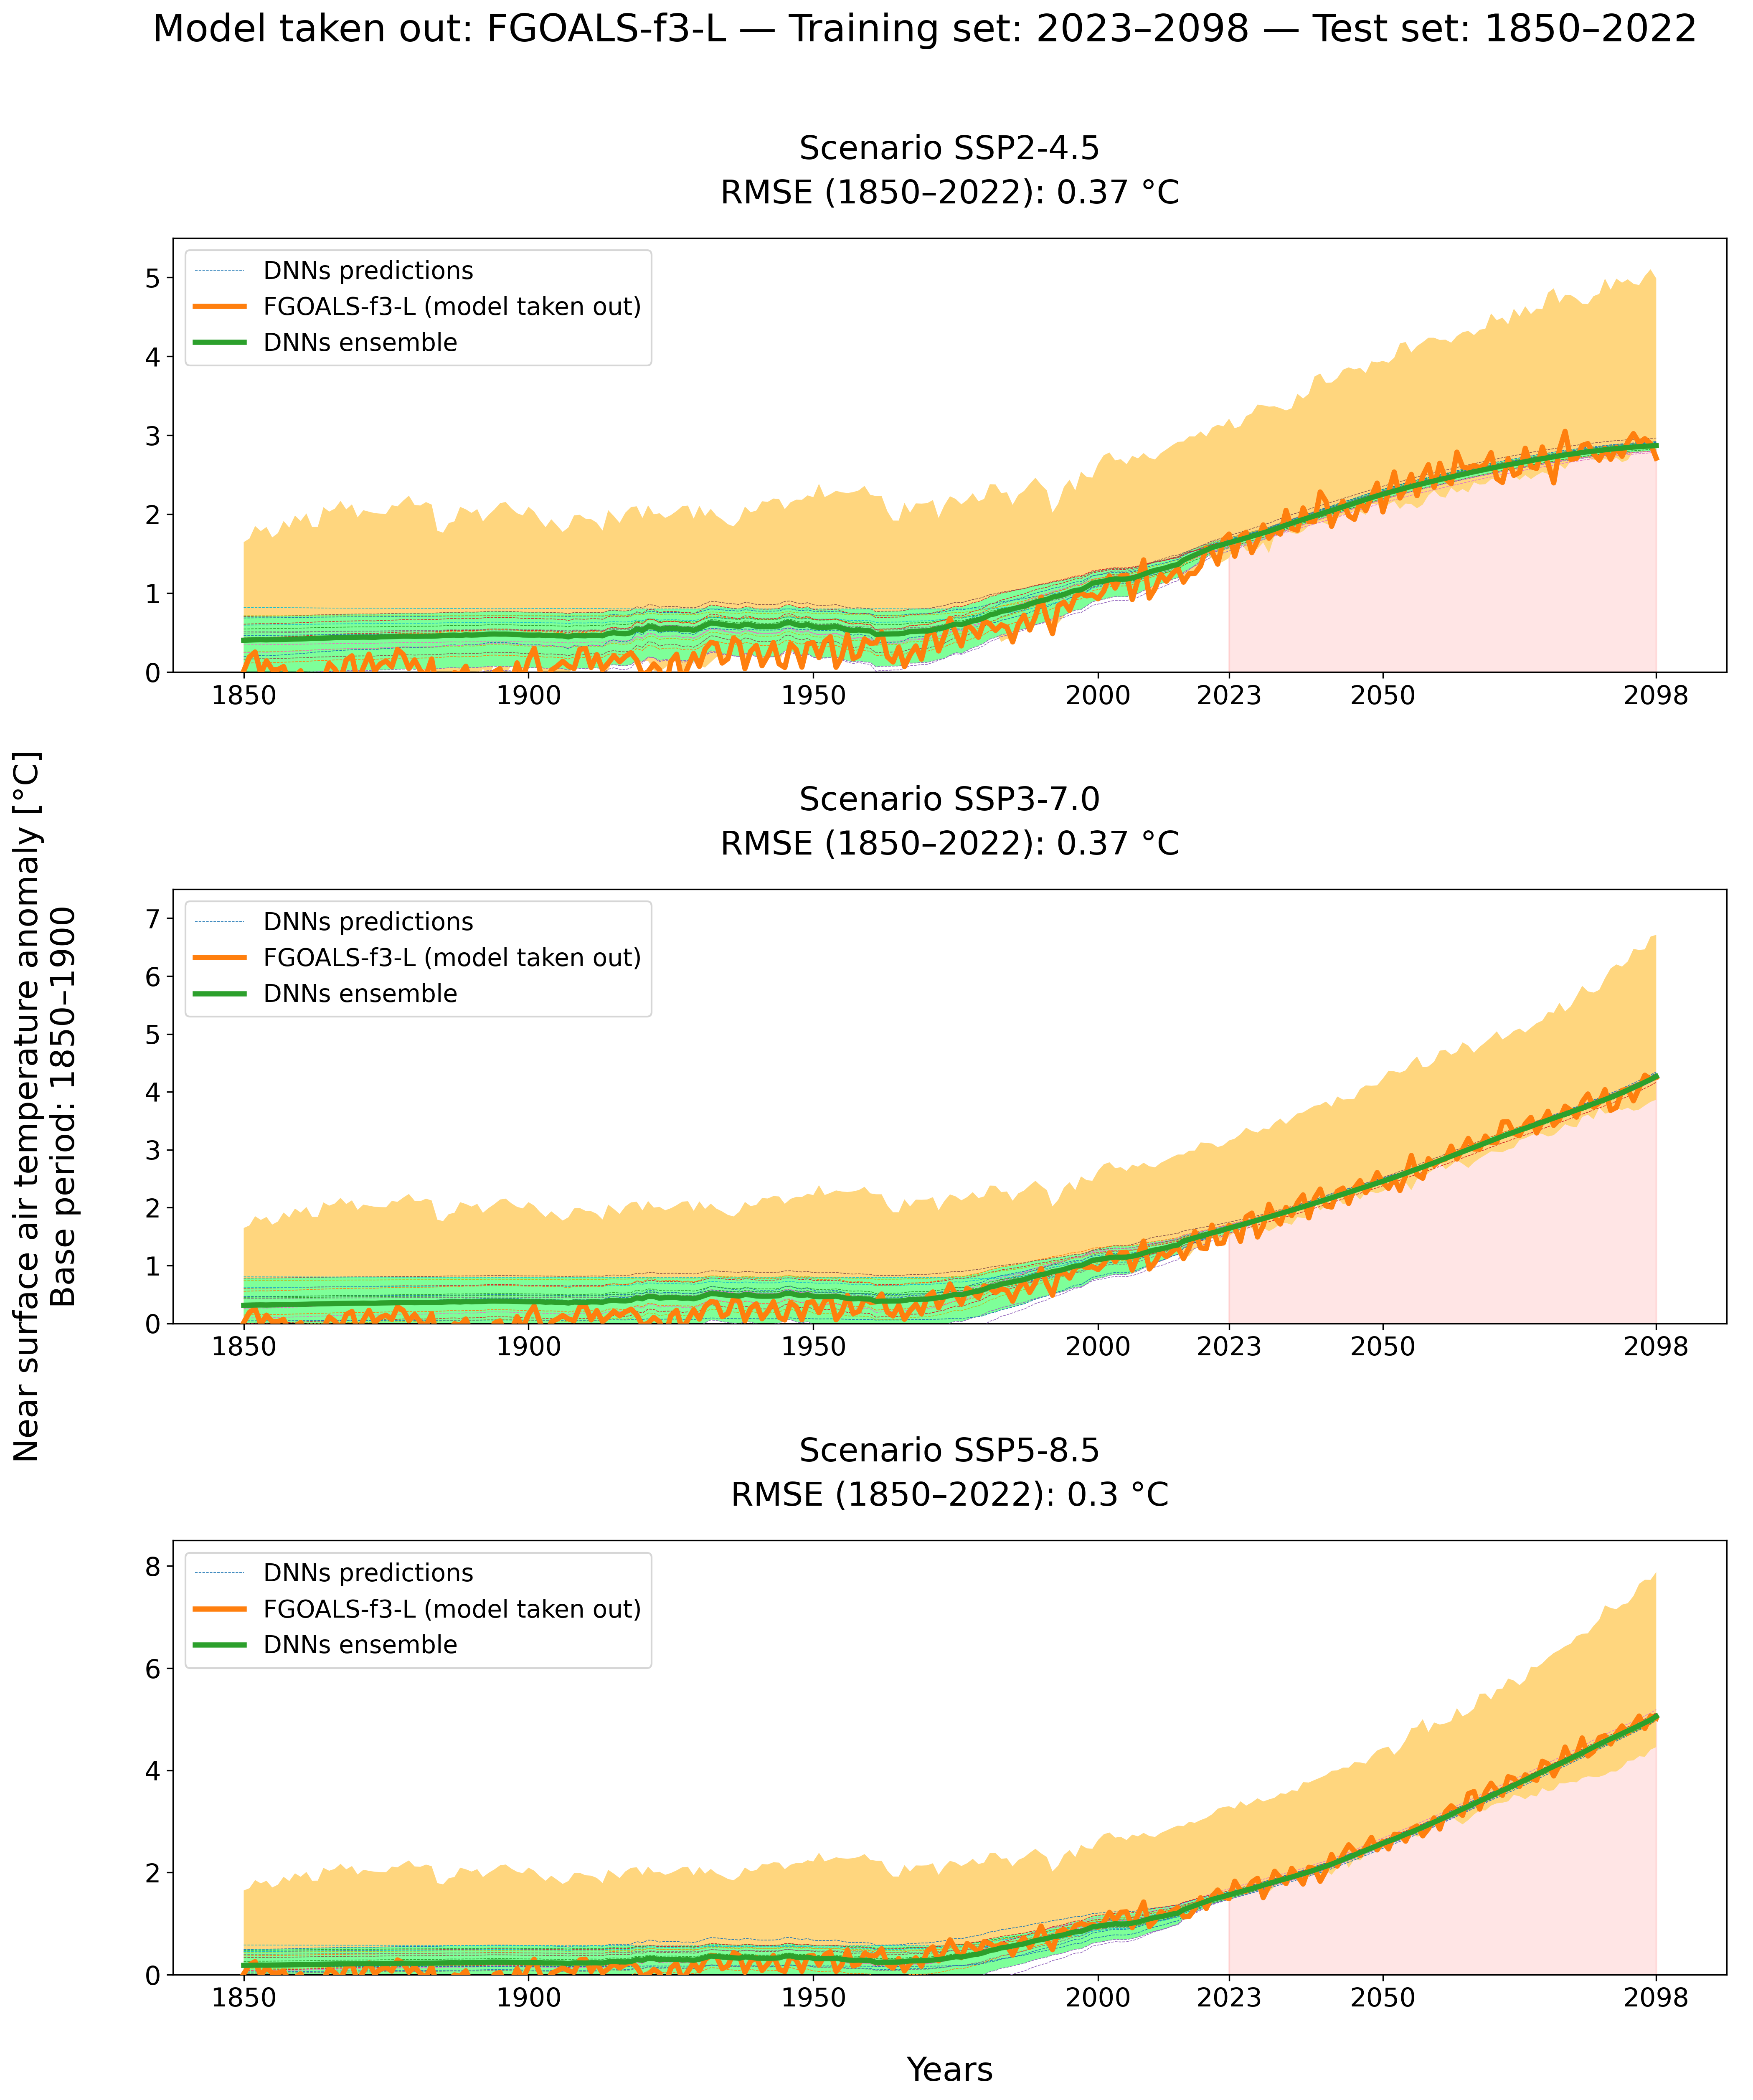 Model taken out: FGOALS-f3-L — Training set: 2023–2098 — Test set: 1850–2022
Near surface air temperature anomaly [°C]
Base period: 1850–1900
Scenario SSP2-4.5
RMSE (1850–2022): 0.37 °C
DNNs predictions
FGOALS-f3-L (model taken out)
DNNs ensemble
5
4
3
2
1
0
1850 1900 1950 2000 2023 2050 2098
Scenario SSP3-7.0
RMSE (1850–2022): 0.37 °C
DNNs predictions
FGOALS-f3-L (model taken out)
DNNs ensemble
7
6
5
4
3
2
1
0
1850 1900 1950 2000 2023 2050 2098
Scenario SSP5-8.5
RMSE (1850–2022): 0.3 °C
DNNs predictions
FGOALS-f3-L (model taken out)
DNNs ensemble
8
6
4
2
0
1850 1900 1950 2000 2023 2050 2098
Years